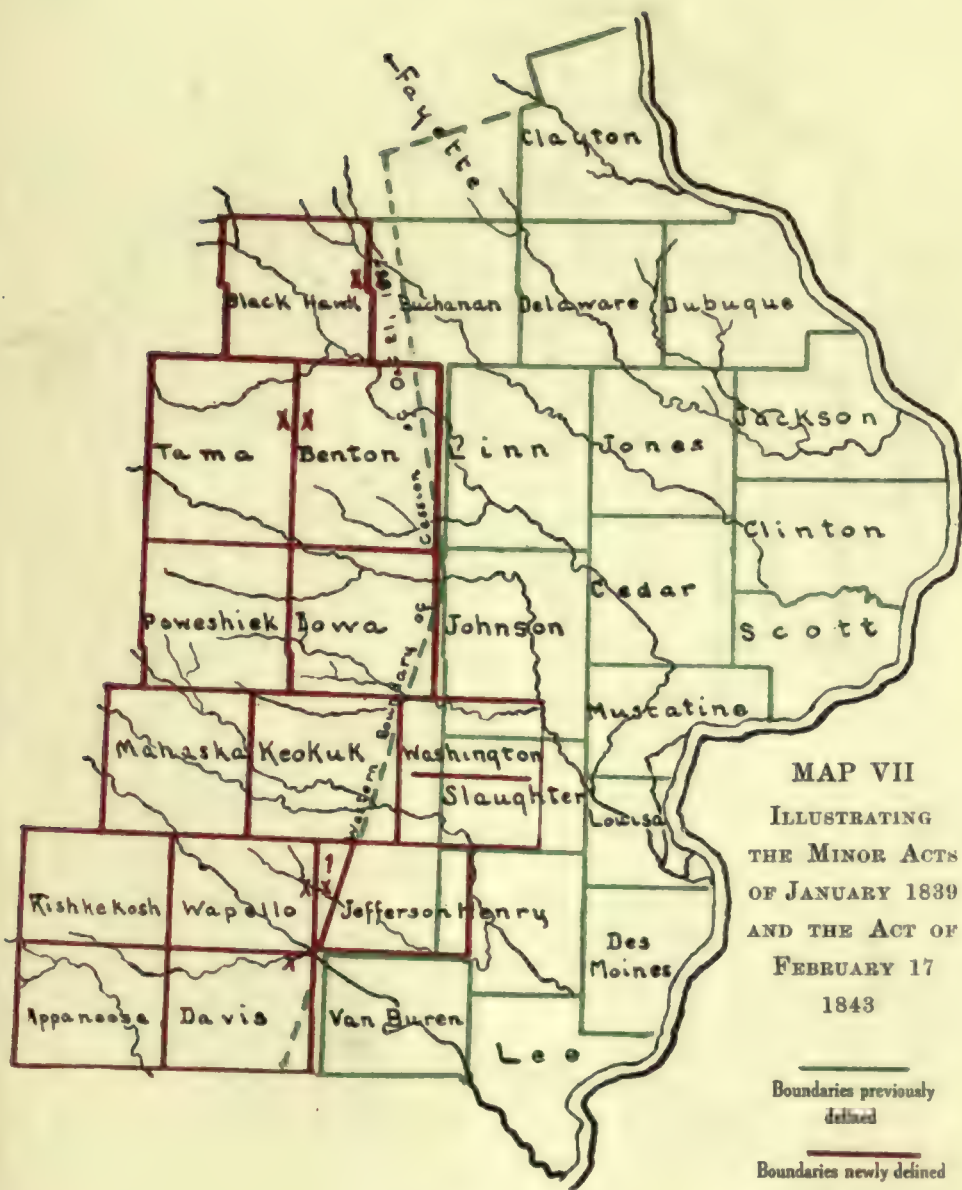 Fayette
Clayton
Black Hawk
Buchanan
Delaware
Dubuque
X X
Tama
Benton
X X
Linn
Jones
Jackson
Clinton
Poweshiek
Iowa
Johnson
Cedar
Scott
Western Boundary of Cession of Oct. 21, 1837
Mahaska
Keokuk
Washington
Slaughter
Muscatine
Louisa
Kishkekosh
Wapello
X X
1
Jefferson
Henry
Des
Moines
X
Appanoose
Davis
Van Buren
Lee
MAP VII
ILLUSTRATING
THE MINOR ACTS
OF JANUARY 1839
AND THE ACT OF
FEBRUARY 17
1843
Boundaries previously
defined
Boundaries newly defined